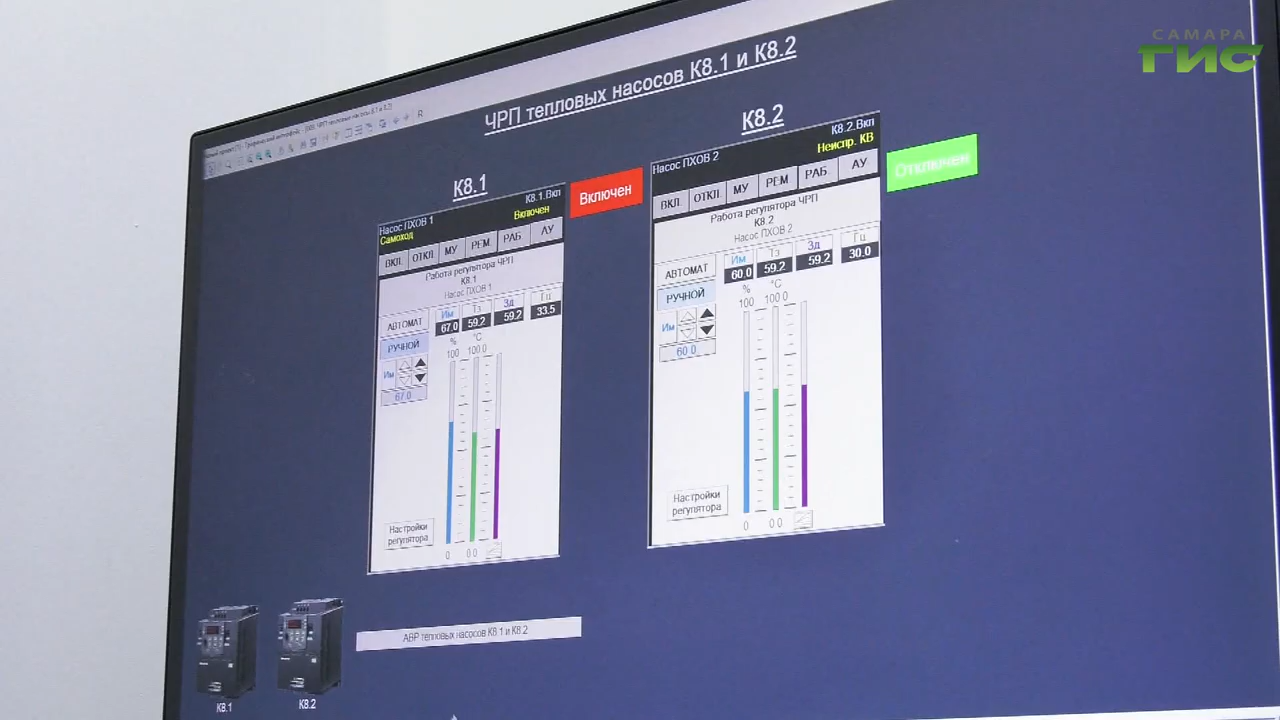 САМАРА
ГИС
ЧРП тепловых насосов К8.1 и К8.2
К8.1
Насос ПХОВ 1
К8.1.Вкл
Самоход
Включен
ВКЛ.
ОТКЛ.
МУ
РЕМ
РАБ.
АУ
Работа регулятора ЧРП
К8.1
Насос ПХОВ 1
АВТОМАТ
РУЧНОЙ
Им
Тз
Зд
Гц
67.0
59.2
59.2
33.5
%
°C
100
100.0
Им
67.0
Настройки
регулятора
0
0.0
Включен
К8.2
Насос ПХОВ 2
К8.2.Вкл
Неиспр. КВ
ВКЛ.
ОТКЛ.
МУ
РЕМ
РАБ.
АУ
Работа регулятора ЧРП
К8.2
Насос ПХОВ 2
АВТОМАТ
РУЧНОЙ
Им
Тз
Зд
Гц
60.0
59.2
59.2
30.0
%
°C
100
100.0
Им
60.0
Настройки
регулятора
0
0.0
Отключен
АВР тепловых насосов К8.1 и К8.2
К8.1
К8.2